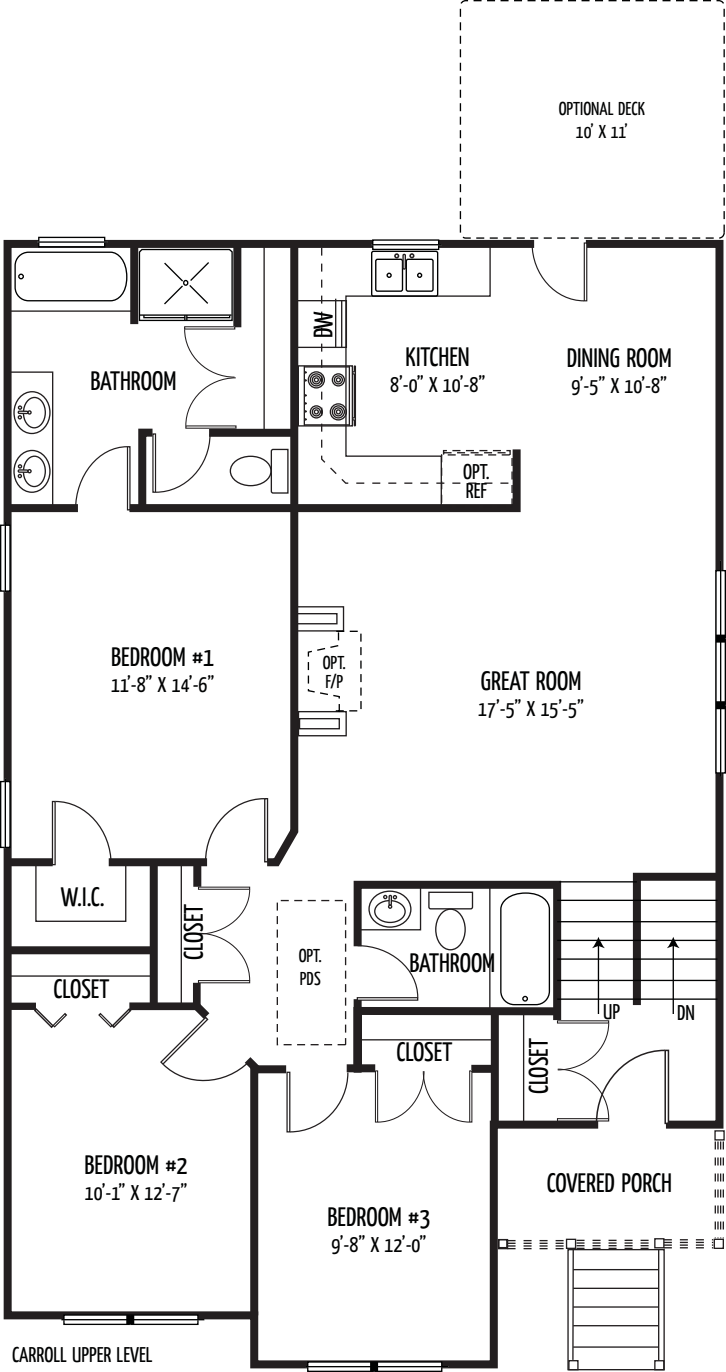 OPTIONAL DECK
10' X 11'
DW
KITCHEN
8'-0" X 10'-8"
DINING ROOM
9'-5" X 10'-8"
BATHROOM
OPT.
REF
BEDROOM #1
11'-8" X 14'-6"
OPT.
F/P
GREAT ROOM
17'-5" X 15'-5"
W.I.C.
CLOSET
CLOSET
OPT.
PDS
BATHROOM
UP
DN
CLOSET
CLOSET
BEDROOM #2
10'-1" X 12'-7"
BEDROOM #3
9'-8" X 12'-0"
COVERED PORCH
CARROLL UPPER LEVEL